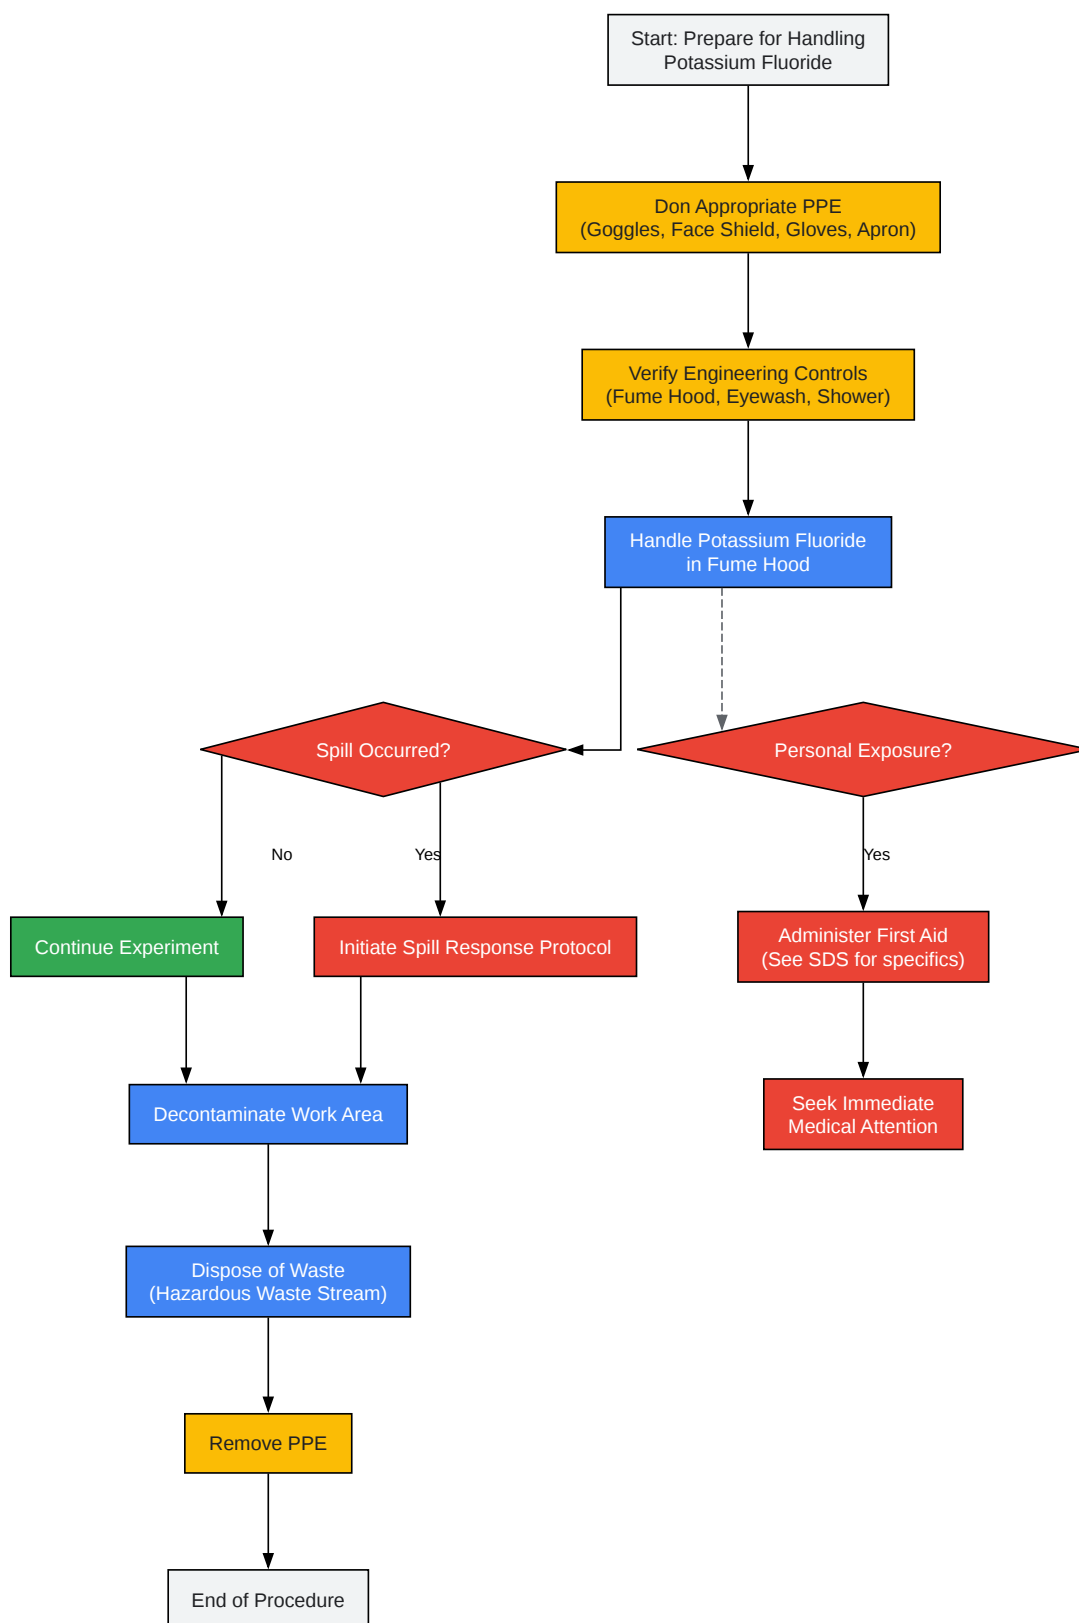 Start: Prepare for Handling
Potassium Fluoride
Don Appropriate PPE
(Goggles, Face Shield, Gloves, Apron)
Verify Engineering Controls
(Fume Hood, Eyewash, Shower)
Handle Potassium Fluoride
in Fume Hood
Spill Occurred?
Personal Exposure?
No
Yes
Yes
Continue Experiment
Initiate Spill Response Protocol
Administer First Aid
(See SDS for specifics)
Decontaminate Work Area
Seek Immediate
Medical Attention
Dispose of Waste
(Hazardous Waste Stream)
Remove PPE
End of Procedure